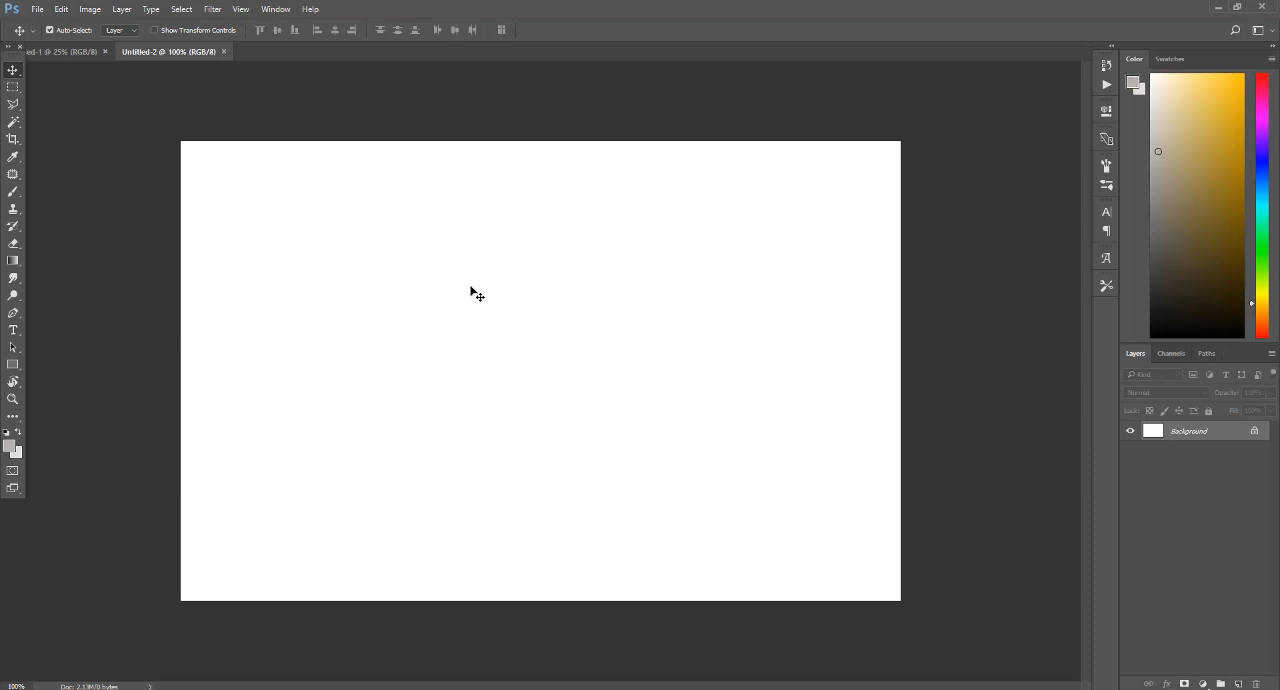 Ps File Edit Image Layer Type Select Filter View Window Help
Auto-Select: Layer Show Transform Controls
ed-1 @ 25% (RGB/8) × Untitled-2 @ 100% (RGB/8) ×
Color Swatches
Layers Channels Paths
Kind
Normal Opacity: 100%
Lock: Fill: 100%
Background
100% Doc: 2.13M/0 bytes